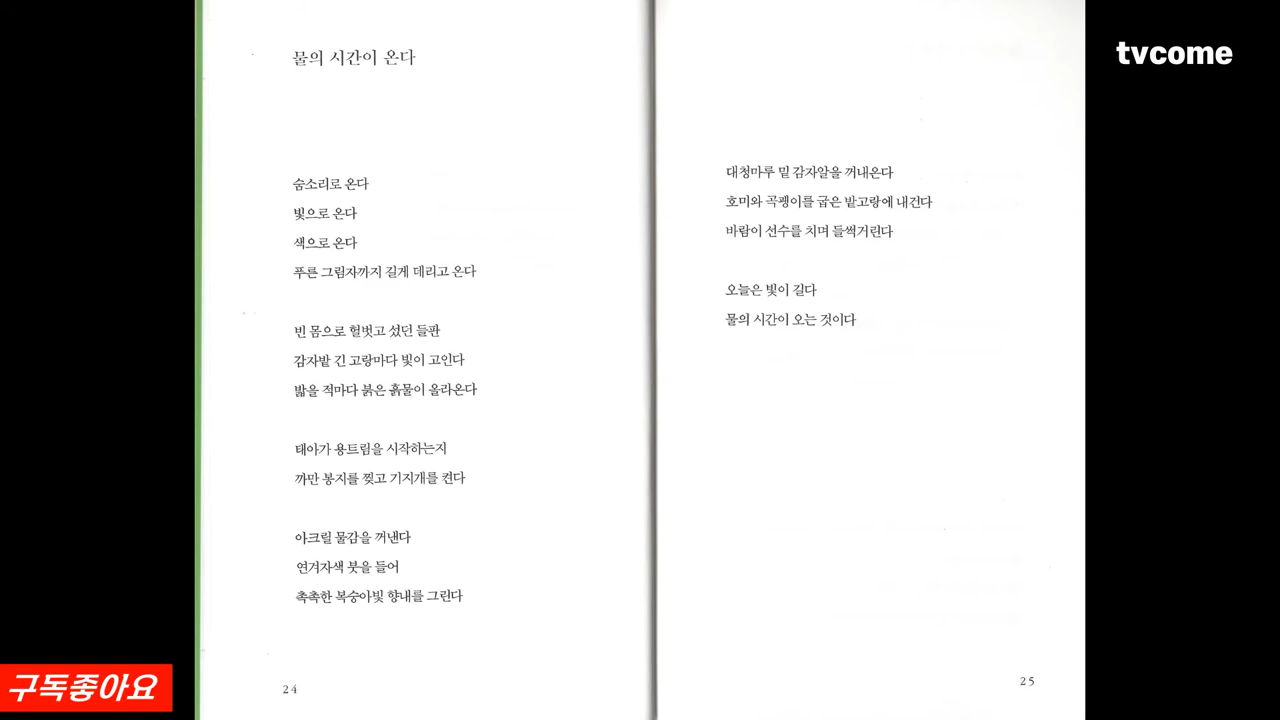 물의 시간이 온다
숨소리로 온다
빛으로 온다
색으로 온다
푸른 그림자까지 길게 데리고 온다
빈 몸으로 헐벗고 섰던 들판
감자밭 긴 고랑마다 빛이 고인다
밟을 적마다 붉은 흙물이 올라온다
태아가 용트림을 시작하는지
까만 봉지를 찢고 기지개를 켠다
아크릴 물감을 꺼낸다
연겨자색 붓을 들어
촉촉한 복숭아빛 향내를 그린다
24
대청마루 밑 감자알을 꺼내온다
호미와 곡괭이를 굽은 밭고랑에 내건다
바람이 선수를 치며 들썩거린다
오늘은 빛이 길다
물의 시간이 오는 것이다
25
tvcome
구독좋아요